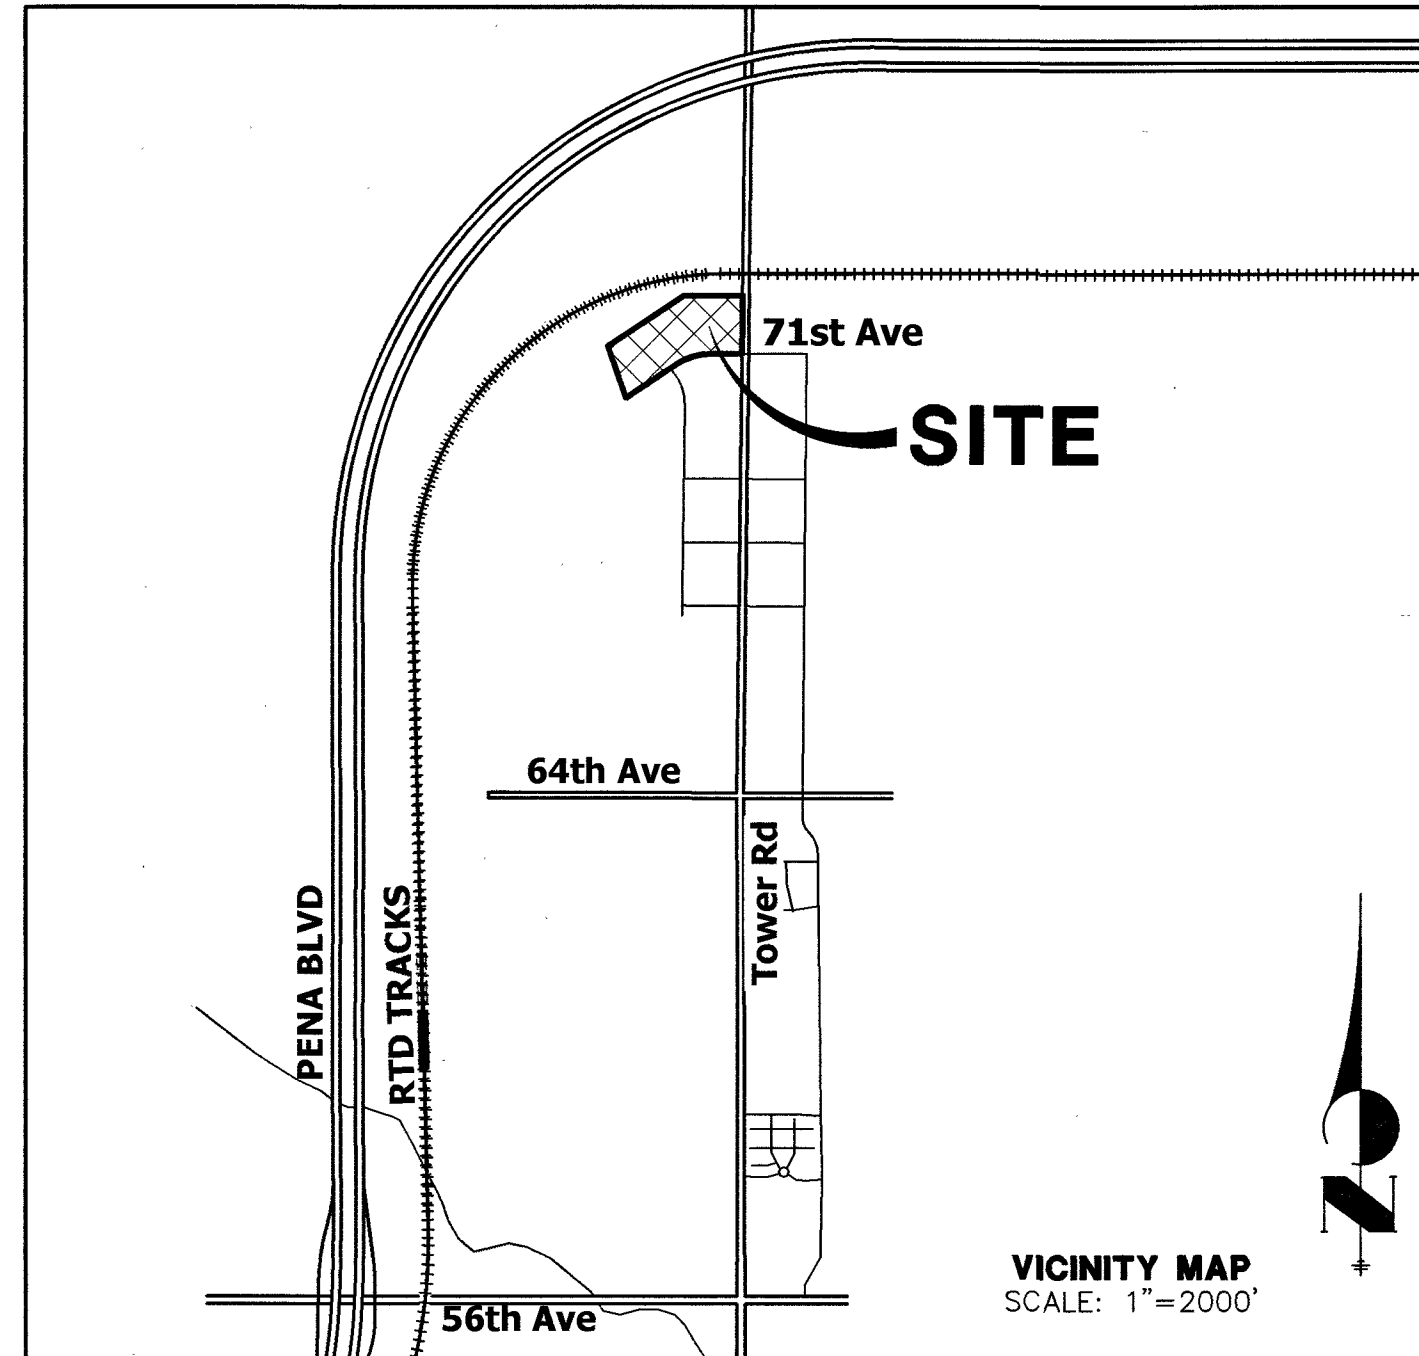 71st Ave
SITE
64th Ave
Tower Rd
PENA BLVD
RTD TRACKS
N
VICINITY MAP
SCALE: 1"=2000'
56th Ave